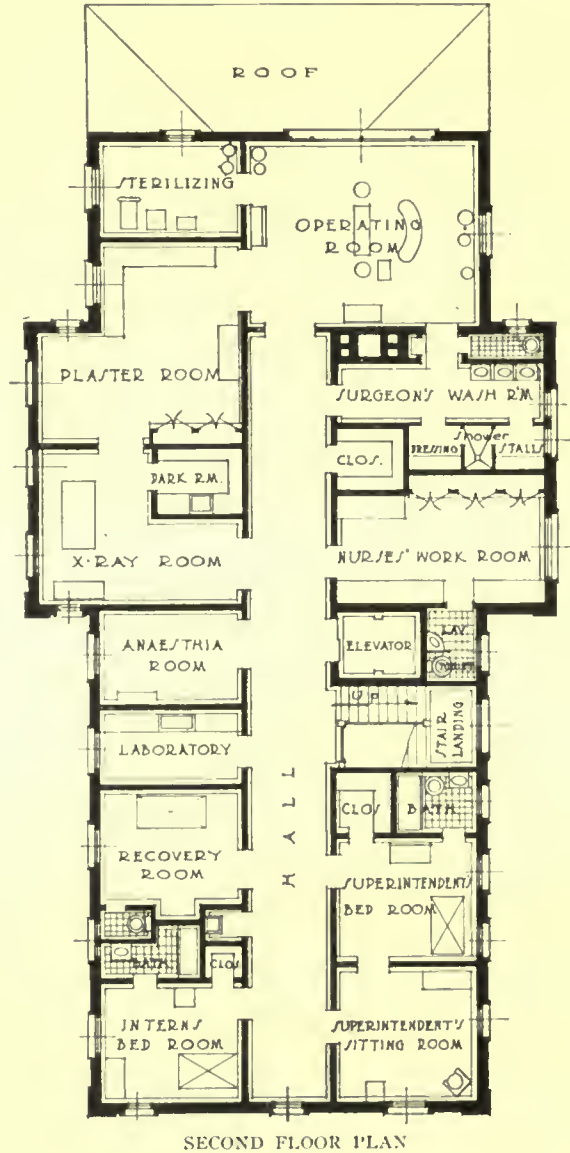 ROOF
STERILIZING
OPERATING
ROOM
PLASTER ROOM
SURGEON'S WASH R'M
DRESSING
Shower
STALLS
CLOS.
DARK RM.
X-RAY ROOM
NURSES' WORK ROOM
ANAESTHIA
ROOM
ELEVATOR
LAV.
TOILET
UP
STAIR
LANDING
LABORATORY
HALL
CLOS
BATH
RECOVERY
ROOM
SUPERINTENDENT'S
BED ROOM
BATH
CLOS
INTERNS
BED ROOM
SUPERINTENDENT'S
SITTING ROOM
SECOND FLOOR PLAN